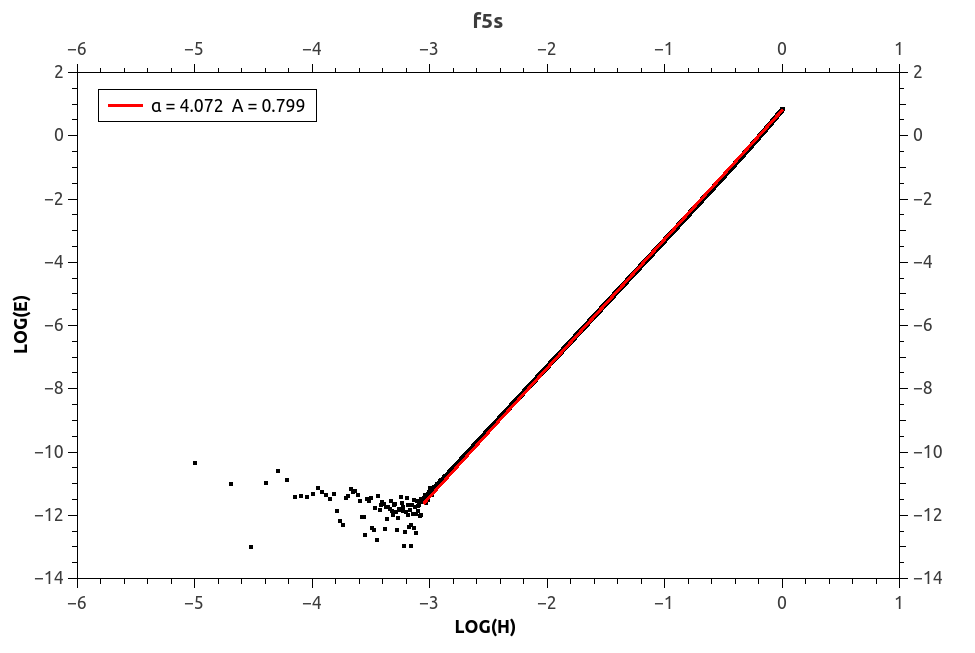 f5s
−6 −5 −4 −3 −2 −1 0 1
2 2
α = 4.072 A = 0.799
0 0
−2 −2
−4 −4
LOG(E)
−6 −6
−8 −8
−10 −10
−12 −12
−14 −14
−6 −5 −4 −3 −2 −1 0 1
LOG(H)